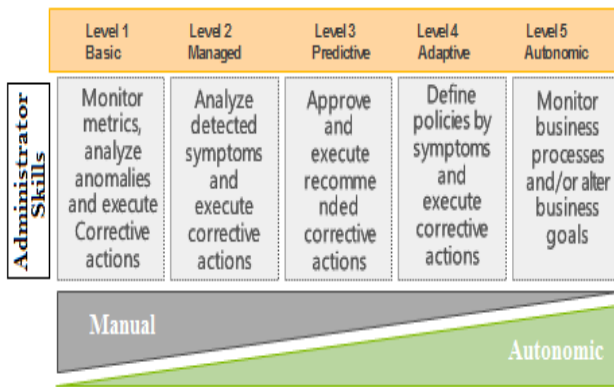 Level 1
Basic
Level 2
Managed
Level 3
Predictive
Level 4
Adaptive
Level 5
Autonomic
Administrator
Skills
Monitor
metrics,
analyze
anomalies
and execute
Corrective
actions
Analyze
detected
symptoms
and
execute
corrective
actions
Approve
and
execute
recomme
nded
corrective
actions
Define
policies by
symptoms
and
execute
corrective
actions
Monitor
business
processes
and/or alter
business
goals
Manual
Autonomic